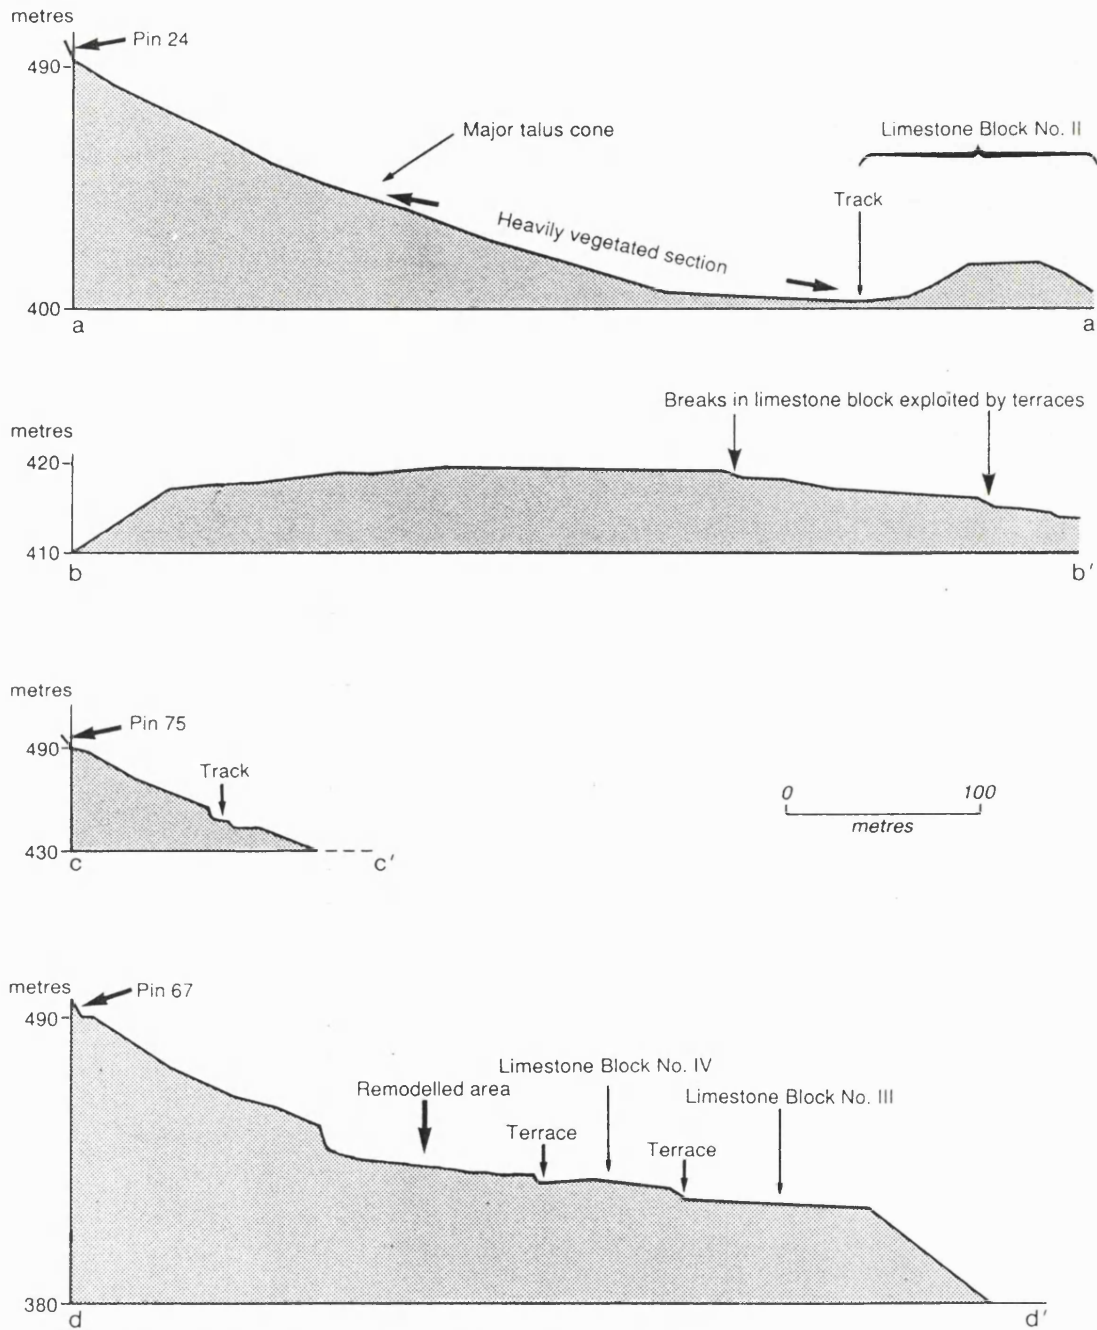 metres
Pin 24
490
Major talus cone
Limestone Block No. II
Track
Heavily vegetated section
400
a
a
Breaks in limestone block exploited by terraces
metres
420
410
b
b'
metres
Pin 75
490
Track
0 100
metres
430
c
c'
metres
Pin 67
490
Limestone Block No. IV
Remodelled area
Limestone Block No. III
Terrace
Terrace
380
d
d'